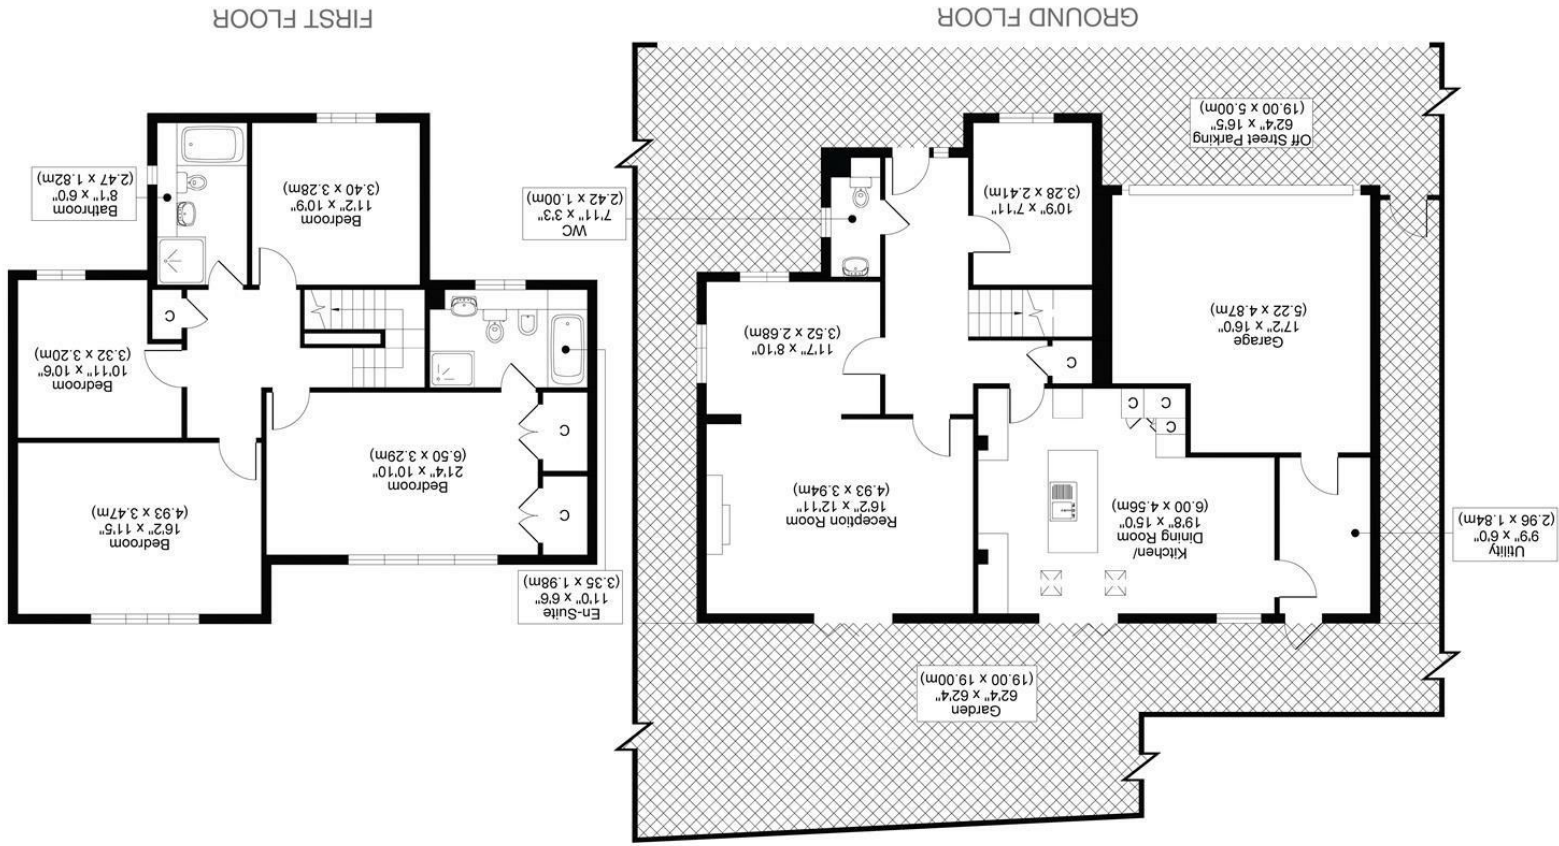 Garden
62'4" x 62'4"
(19.00 x 19.00m)
Utility
9'9" x 6'0"
(2.96 x 1.84m)
Kitchen/
Dining Room
19'8" x 15'0"
(6.00 x 4.56m)
Reception Room
16'2" x 12'11"
(4.93 x 3.94m)
C
C
C
C
Garage
17'2" x 16'0"
(5.22 x 4.87m)
11'7" x 8'10"
(3.52 x 2.68m)
10'9" x 7'11"
(3.28 x 2.41m)
WC
7'11" x 3'3"
(2.42 x 1.00m)
Off Street Parking
62'4" x 16'5"
(19.00 x 5.00m)
GROUND FLOOR
En-Suite
11'0" x 6'6"
(3.35 x 1.98m)
Bedroom
16'2" x 11'5"
(4.93 x 3.47m)
C
C
Bedroom
21'4" x 10'10"
(6.50 x 3.29m)
Bedroom
10'11" x 10'6"
(3.32 x 3.20m)
C
Bedroom
11'2" x 10'9"
(3.40 x 3.28m)
Bathroom
8'1" x 6'0"
(2.47 x 1.82m)
FIRST FLOOR